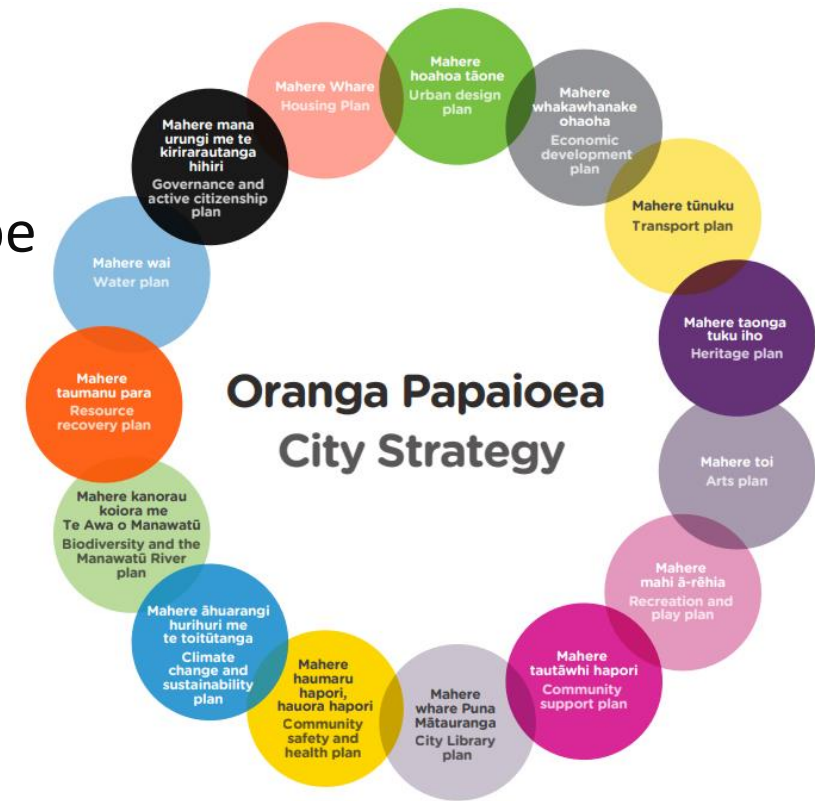 Mahere Whare
Housing Plan
Mahere
hoahoa tāone
Urban design
plan
Mahere
whakawhanake
ohaoha
Economic
development
plan
Mahere tūnuku
Transport plan
Mahere taonga
tuku iho
Heritage plan
Mahere toi
Arts plan
Mahere
mahi ā-rēhia
Recreation and
play plan
Mahere
tautāwhi hapori
Community
support plan
Mahere
whare Puna
Mātauranga
City Library
plan
Mahere
haumaru
hapori,
hauora hapori
Community
safety and
health plan
Mahere āhuarangi
hurihuri me
te toitūtanga
Climate
change and
sustainability
plan
Mahere kanorau
koiora me
Te Awa o Manawatū
Biodiversity and the
Manawatū River
plan
Mahere
taumanu para
Resource
recovery plan
Mahere wai
Water plan
Mahere mana
urungi me te
kirirarautanga
hihiri
Governance and
active citizenship
plan
Oranga Papaioea
City Strategy